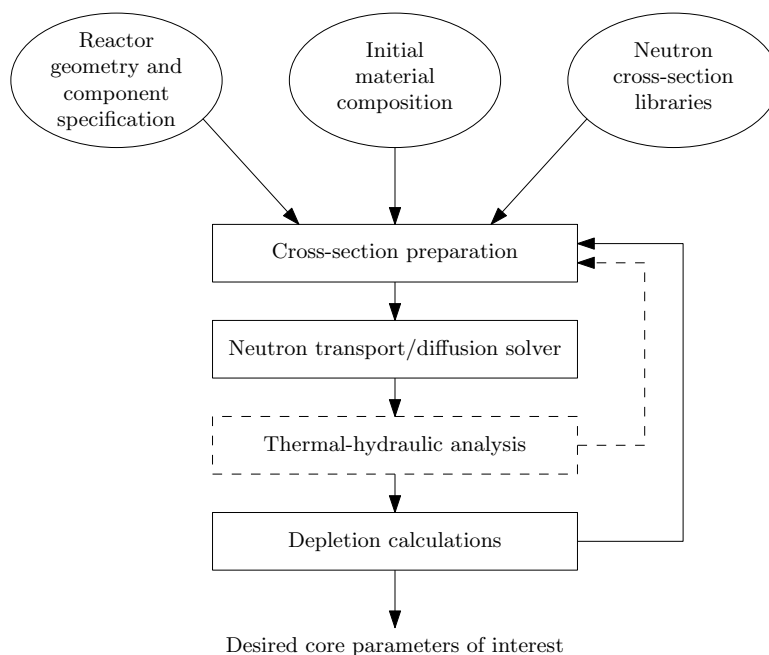 Reactor
geometry and
component
specification
Initial
material
composition
Neutron
cross-section
libraries
Cross-section preparation
Neutron transport/diffusion solver
Thermal-hydraulic analysis
Depletion calculations
Desired core parameters of interest